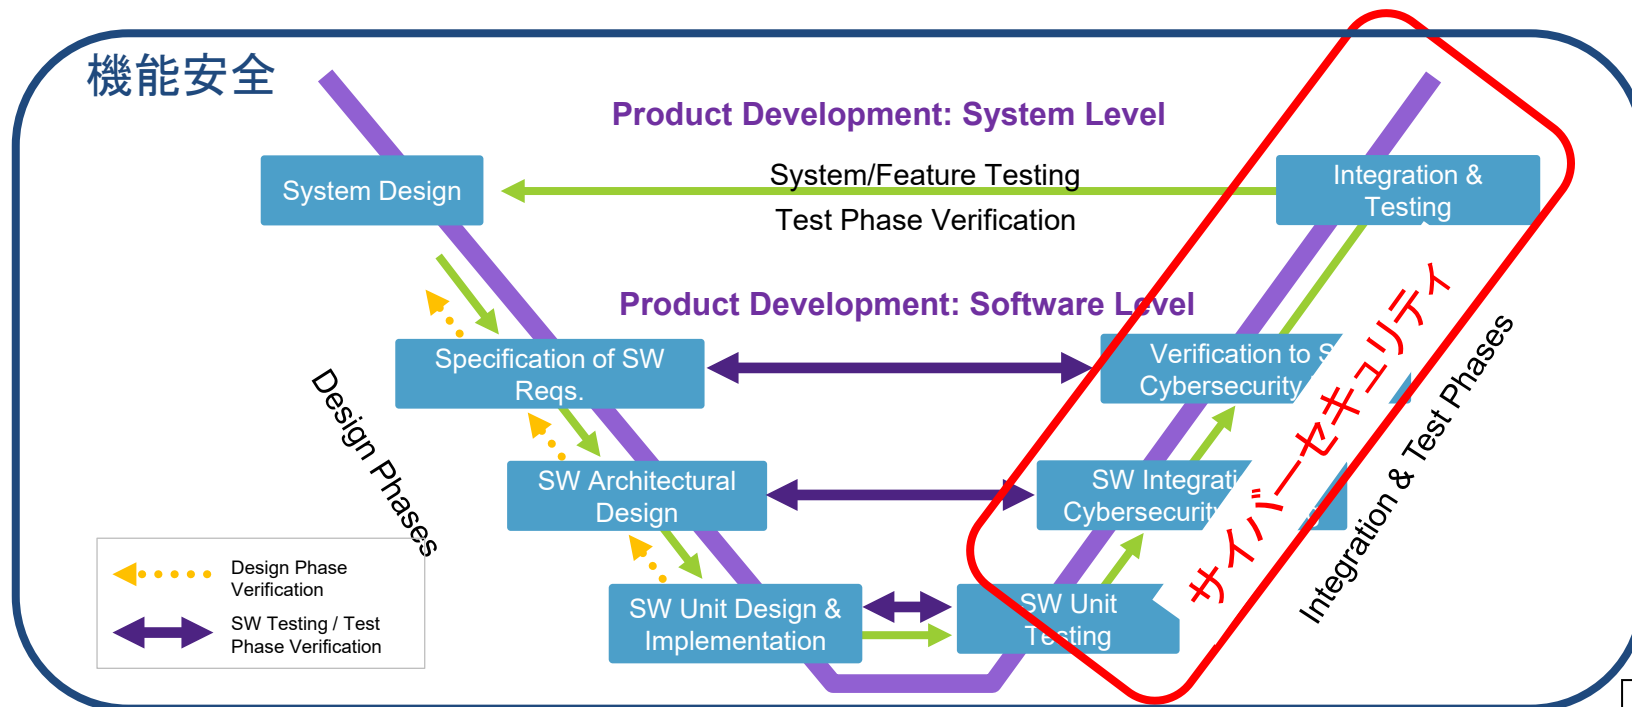 機能安全
Product Development: System Level
System Design
System/Feature Testing
Test Phase Verification
Integration &
Testing
Product Development: Software Level
Specification of SW
Reqs.
Verification to
Cybersecurity
Design Phases
SW Architectural
Design
SW
Cybersecurity
SW Unit Design &
Implementation
SW Unit
Testing
サイバーセキュリティ
Integration & Test Phases
Design Phase
Verification
SW Testing / Test
Phase Verification